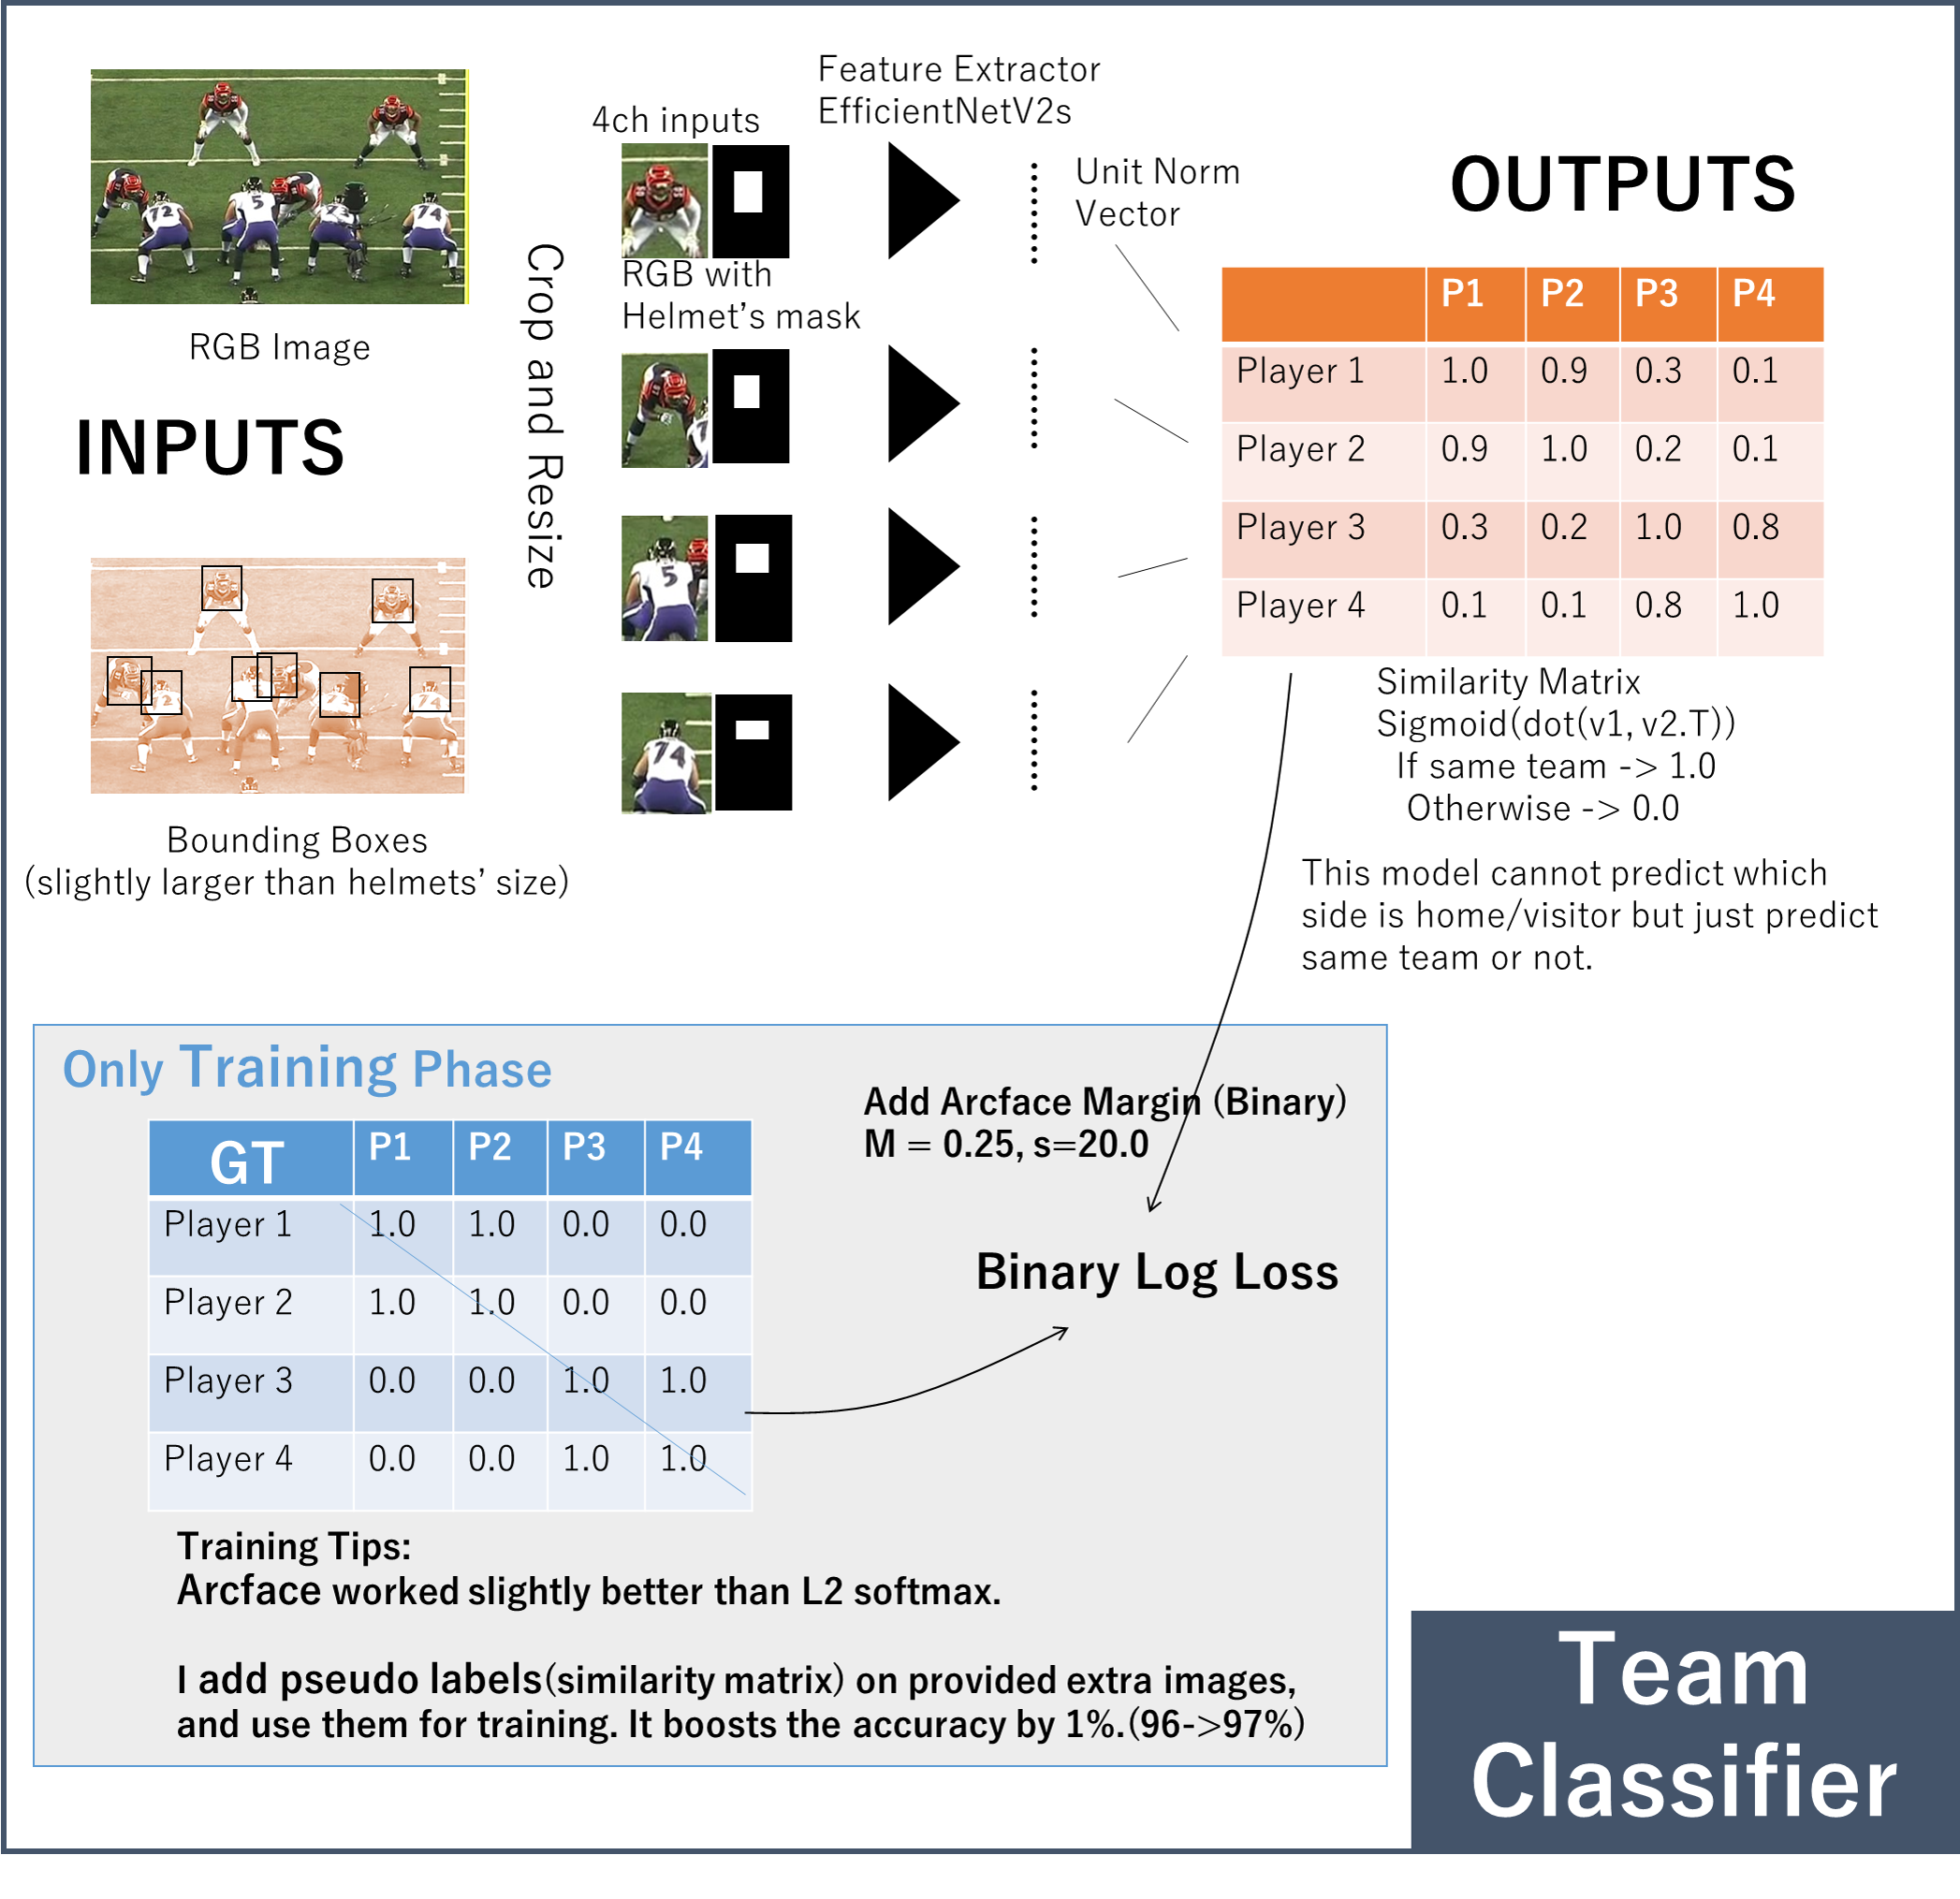 RGB Image
INPUTS
Bounding Boxes
(slightly larger than helmets' size)
Crop and Resize
4ch inputs
RGB with
Helmet's mask
5
74
Feature Extractor
EfficientNetV2s
Unit Norm
Vector
OUTPUTS
P1 P2 P3 P4
Player 1 1.0 0.9 0.3 0.1
Player 2 0.9 1.0 0.2 0.1
Player 3 0.3 0.2 1.0 0.8
Player 4 0.1 0.1 0.8 1.0
Similarity Matrix
Sigmoid(dot(v1, v2.T))
If same team -> 1.0
Otherwise -> 0.0
This model cannot predict which
side is home/visitor but just predict
same team or not.
Only Training Phase
GT P1 P2 P3 P4
Player 1 1.0 1.0 0.0 0.0
Player 2 1.0 1.0 0.0 0.0
Player 3 0.0 0.0 1.0 1.0
Player 4 0.0 0.0 1.0 1.0
Add Arcface Margin (Binary)
M = 0.25, s=20.0
Binary Log Loss
Training Tips:
Arcface worked slightly better than L2 softmax.
I add pseudo labels(similarity matrix) on provided extra images,
and use them for training. It boosts the accuracy by 1%.(96->97%)
Team
Classifier